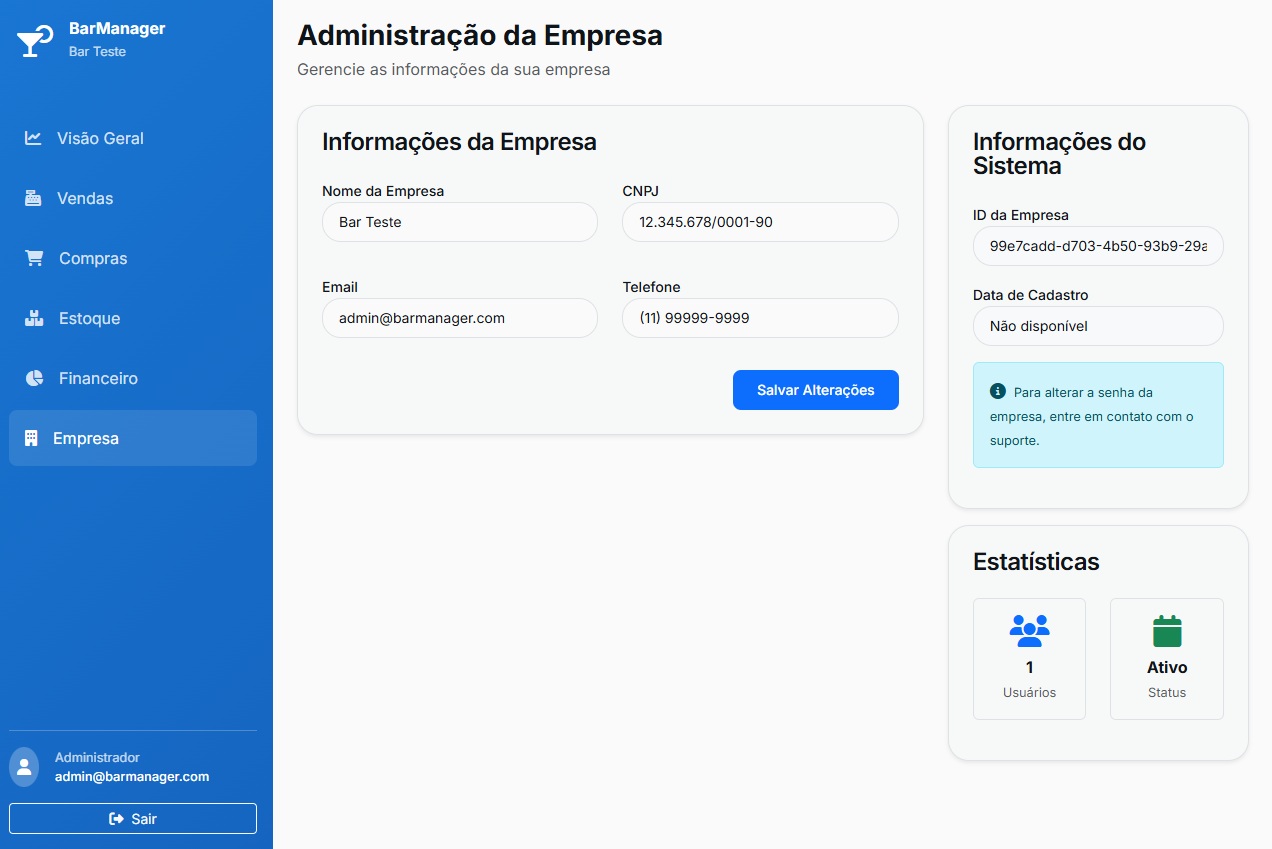 BarManager
Bar Teste
Visão Geral
Vendas
Compras
Estoque
Financeiro
Empresa
Administrador
admin@barmanager.com
Sair
Administração da Empresa
Gerencie as informações da sua empresa
Informações da Empresa
Nome da Empresa
Bar Teste
CNPJ
12.345.678/0001-90
Email
admin@barmanager.com
Telefone
(11) 99999-9999
Salvar Alterações
Informações do
Sistema
ID da Empresa
99e7cadd-d703-4b50-93b9-29a
Data de Cadastro
Não disponível
Para alterar a senha da
empresa, entre em contato com o
suporte.
Estatísticas
1
Usuários
Ativo
Status